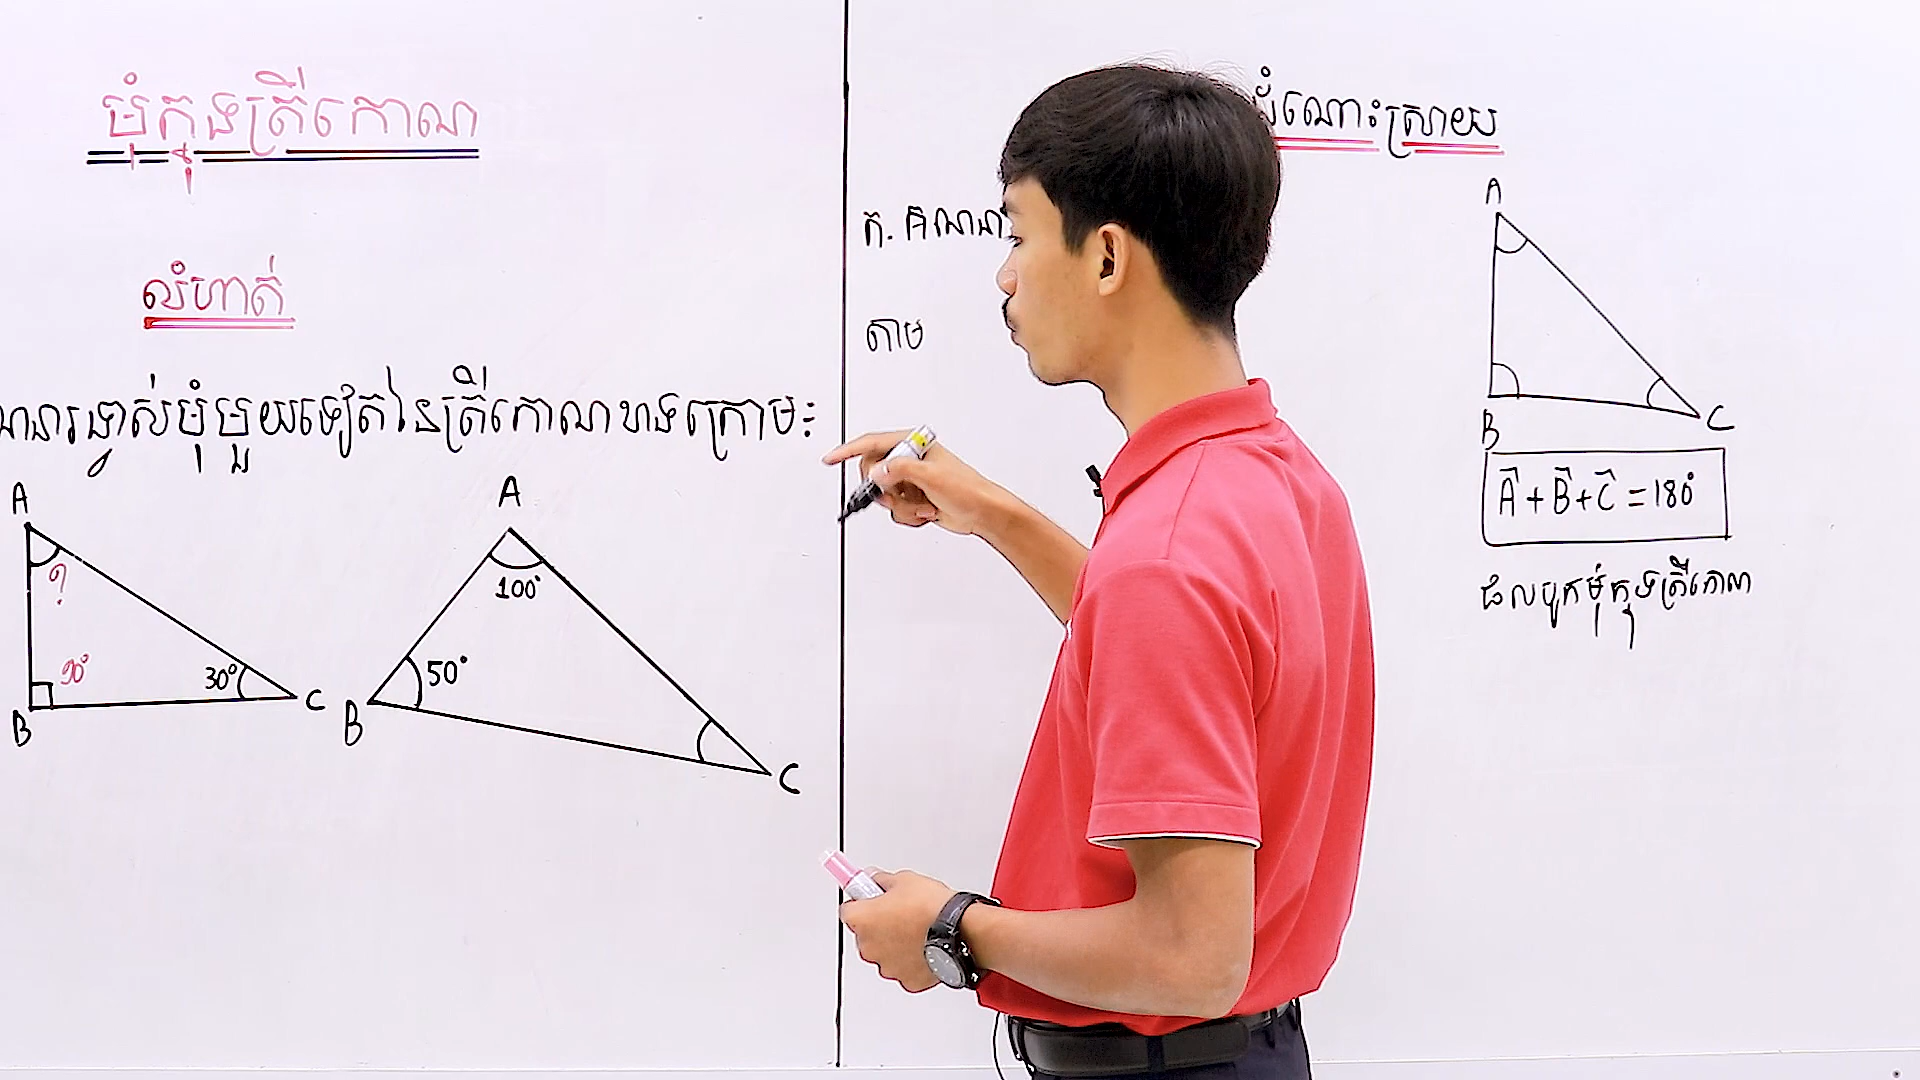 មុំក្នុងត្រីកោណ
លំហាត់
រង្វាស់មុំមួយទៀតនៃត្រីកោណខាងក្រោម៖
A
?
90°
30°
B
C
A
100°
50°
B
C
ដំណោះស្រាយ
ក. គណនា
តាម
A
B
C
Â + B̂ + Ĉ = 180°
ផលបូកមុំក្នុងត្រីកោណ